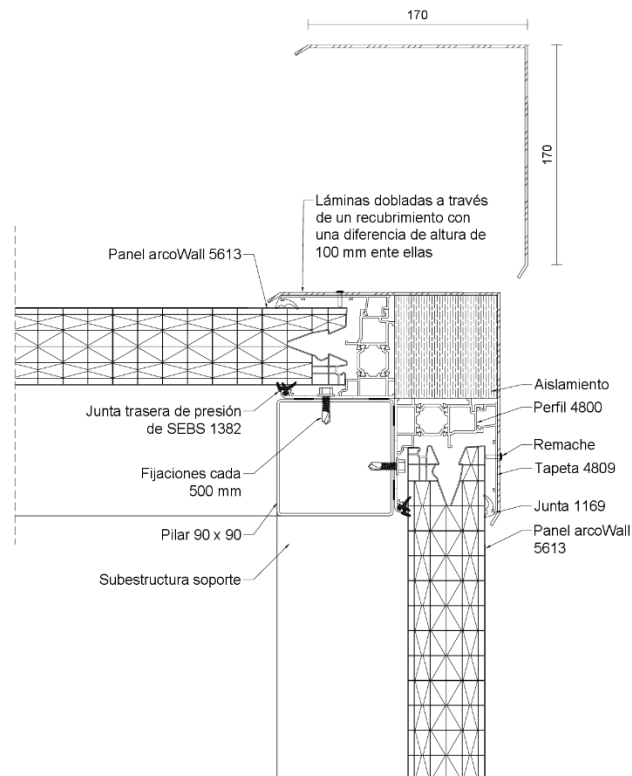 170
170
Láminas dobladas a través
de un recubrimiento con
una diferencia de altura de
100 mm ente ellas
Panel arcoWall 5613
Junta trasera de presión
de SEBS 1382
Fijaciones cada
500 mm
Pilar 90 x 90
Subestructura soporte
Aislamiento
Perfil 4800
Remache
Tapeta 4809
Junta 1169
Panel arcoWall
5613